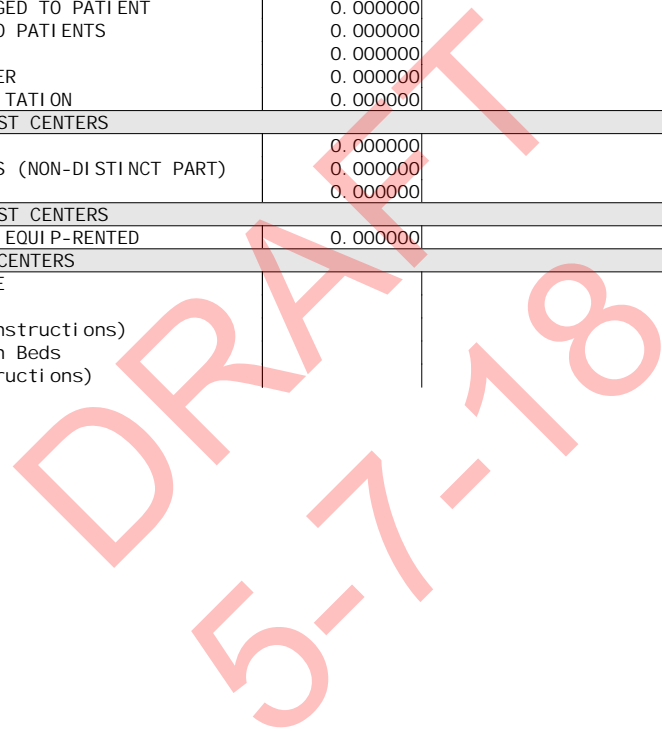 GED TO PATIENT 0.000000
O PATIENTS 0.000000
0.000000
ER 0.000000
TATION 0.000000
ST CENTERS
0.000000
S (NON-DISTINCT PART) 0.000000
0.000000
ST CENTERS
EQUIP-RENTED 0.000000
CENTERS
E
nstructions)
n Beds
ructions)
DRAFT
5-7-18